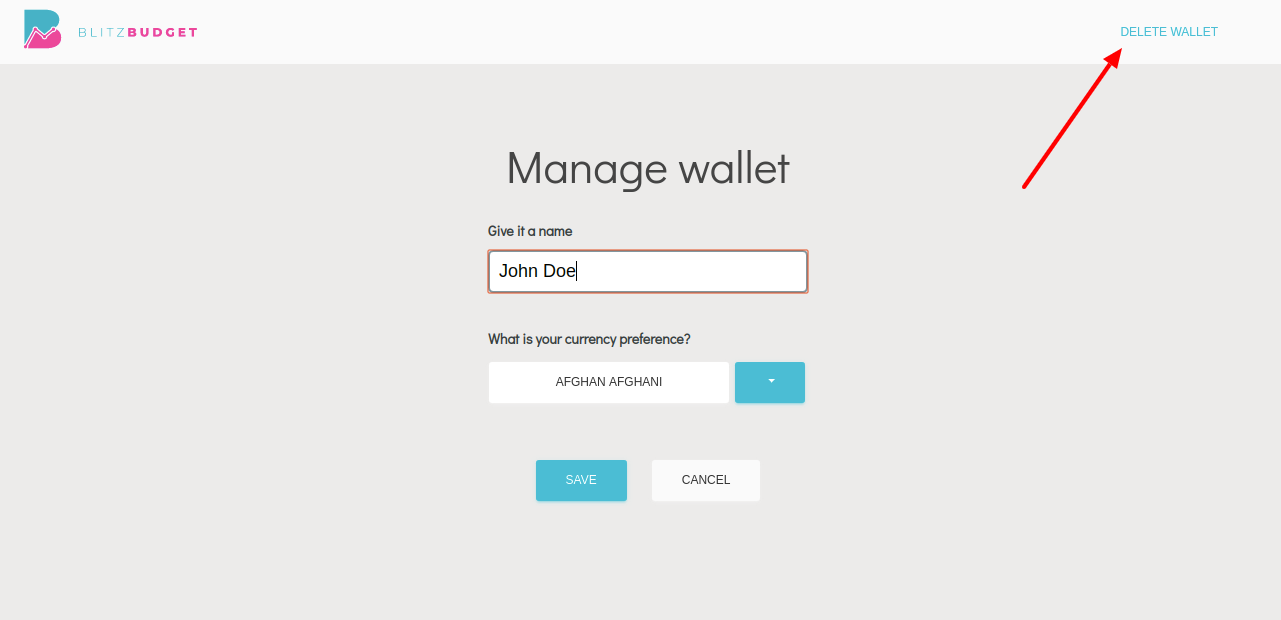 BLITZBUDGET
DELETE WALLET
Manage wallet
Give it a name
John Doe
What is your currency preference?
AFGHAN AFGHANI
SAVE
CANCEL